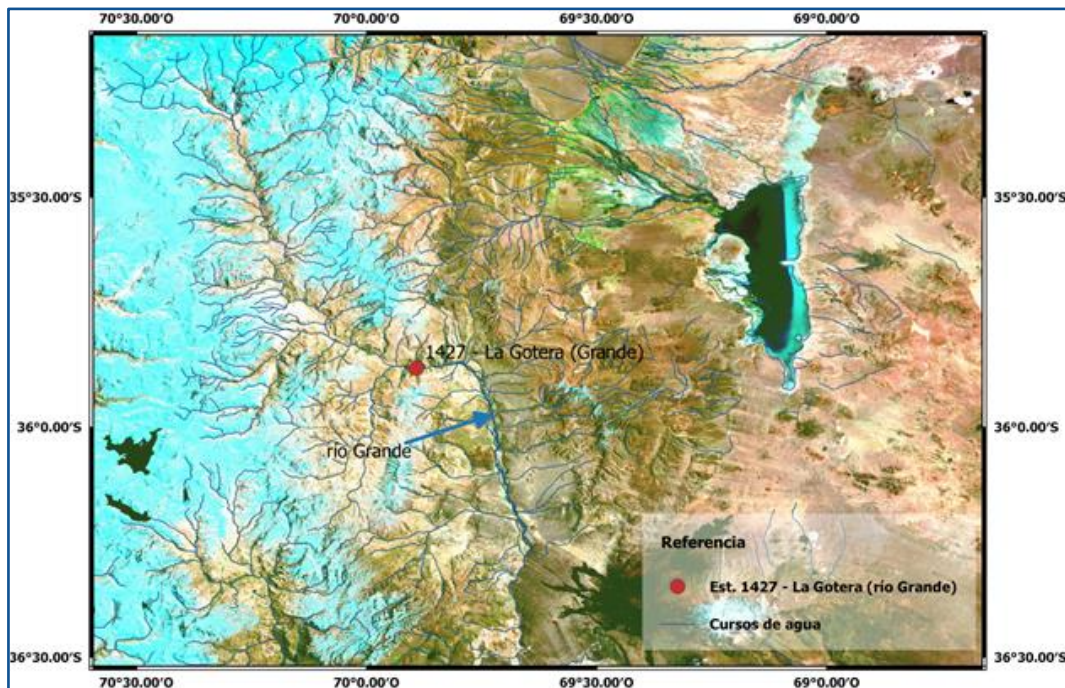 70°30.00'O 70°0.00'O 69°30.00'O 69°0.00'O
35°30.00'S 35°30.00'S
1427 - La Gotera (Grande)
36°0.00'S 36°0.00'S
río Grande
Referencia
Est. 1427 - La Gotera (río Grande)
Cursos de agua
36°30.00'S 36°30.00'S
70°30.00'O 70°0.00'O 69°30.00'O 69°0.00'O